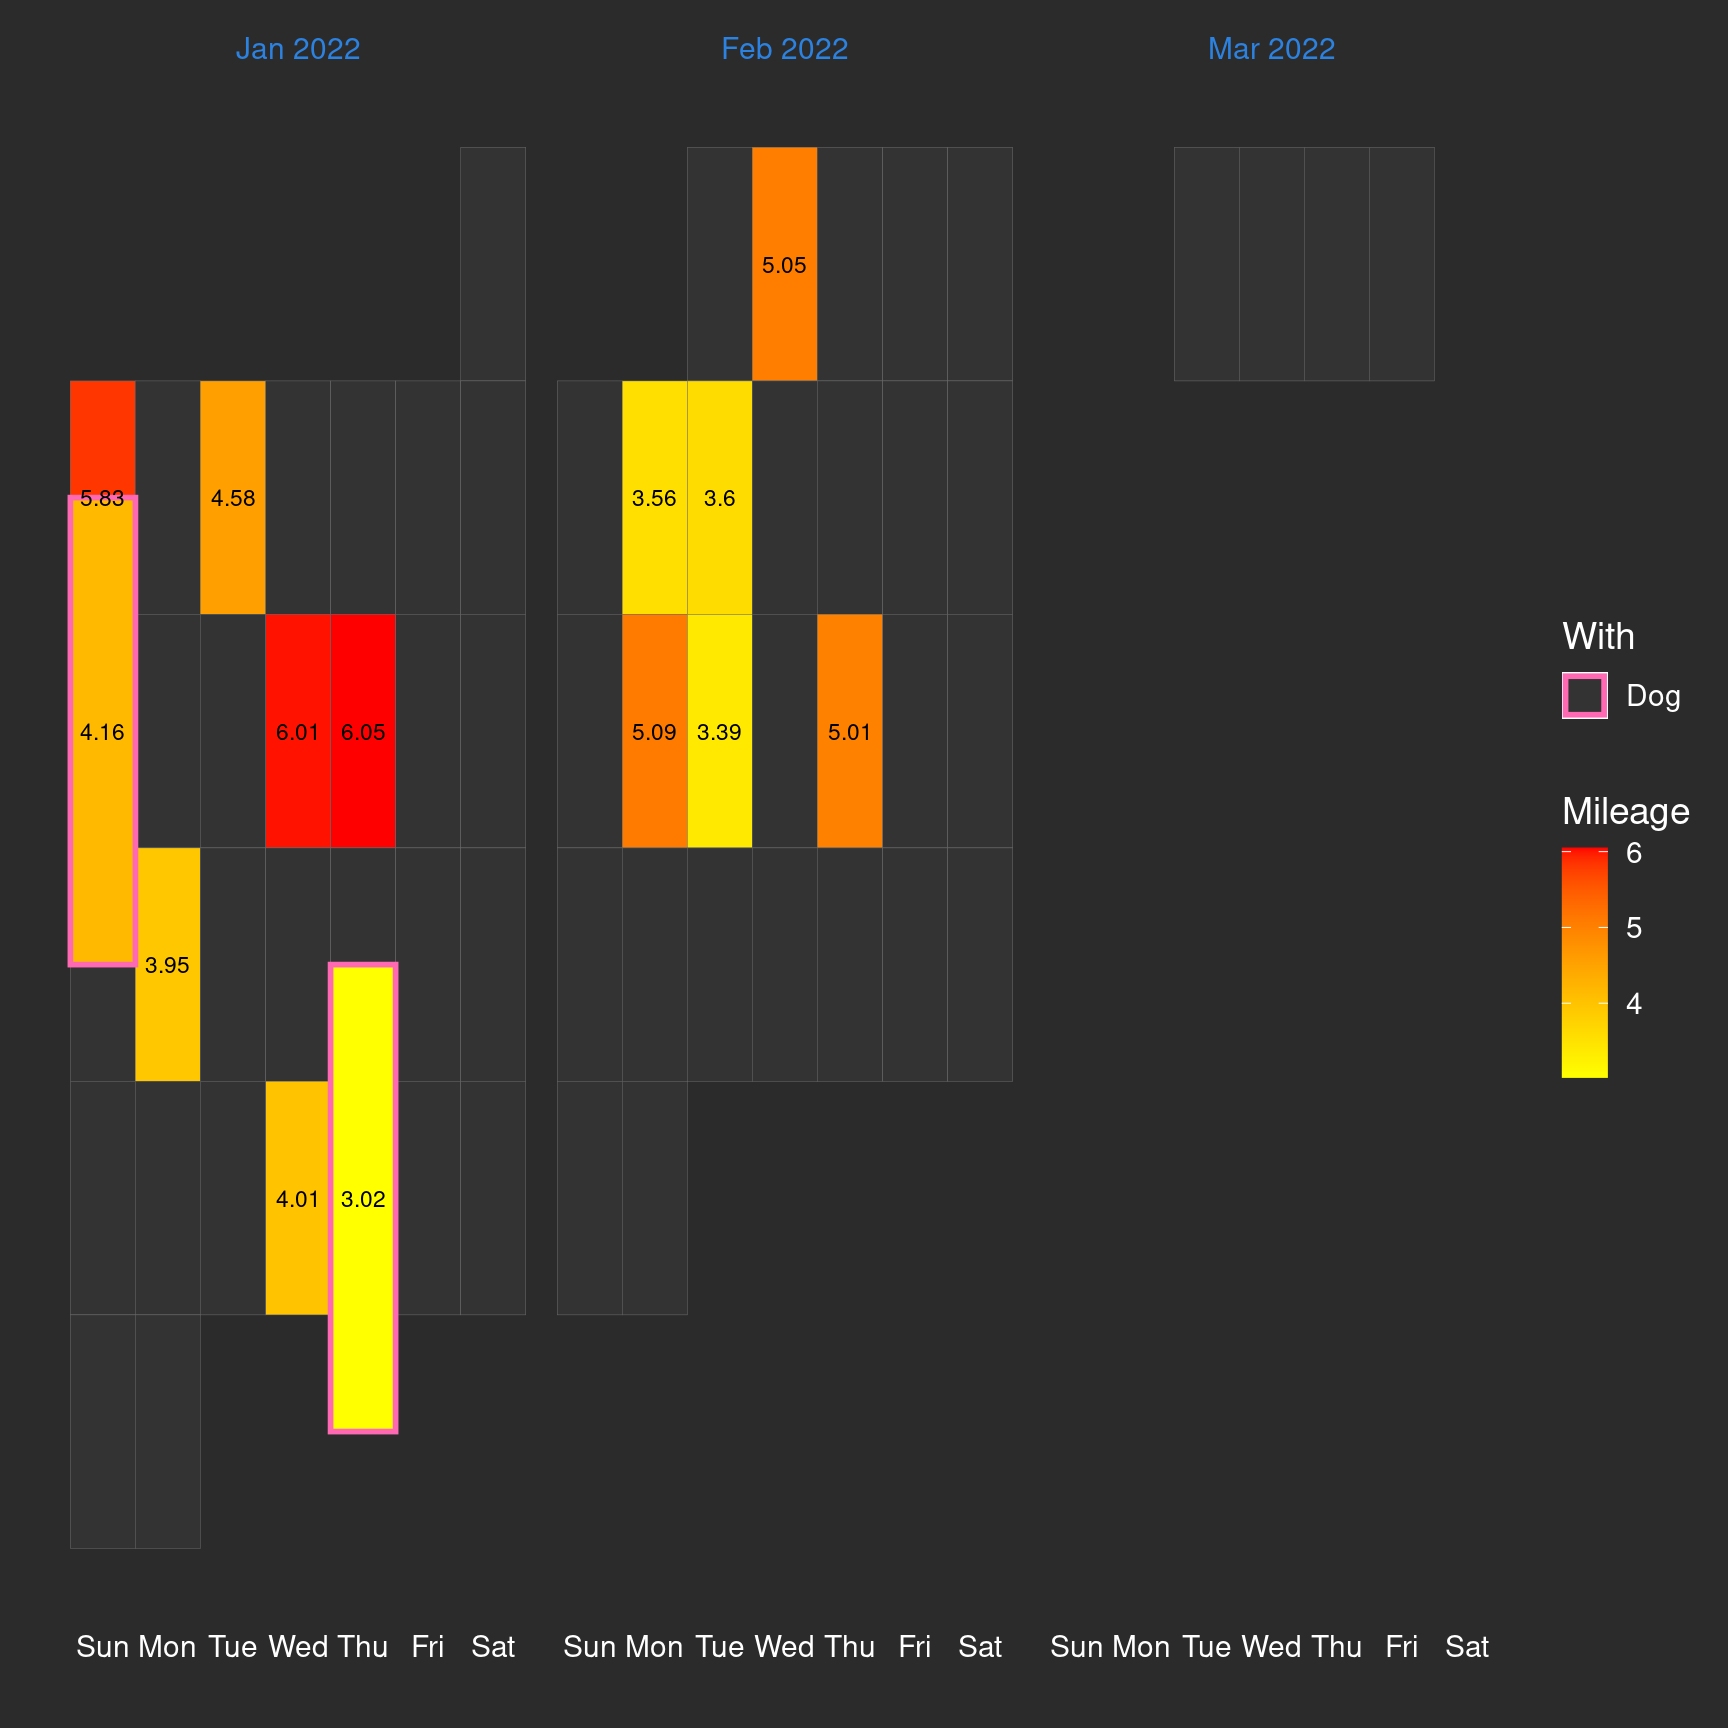 Jan 2022 Feb 2022 Mar 2022
5.05
5.83 4.58 3.56 3.6
4.16 6.01 6.05 5.09 3.39 5.01
3.95
4.01 3.02
Sun Mon Tue Wed Thu Fri Sat Sun Mon Tue Wed Thu Fri Sat Sun Mon Tue Wed Thu Fri Sat
With
Dog
Mileage
6
5
4